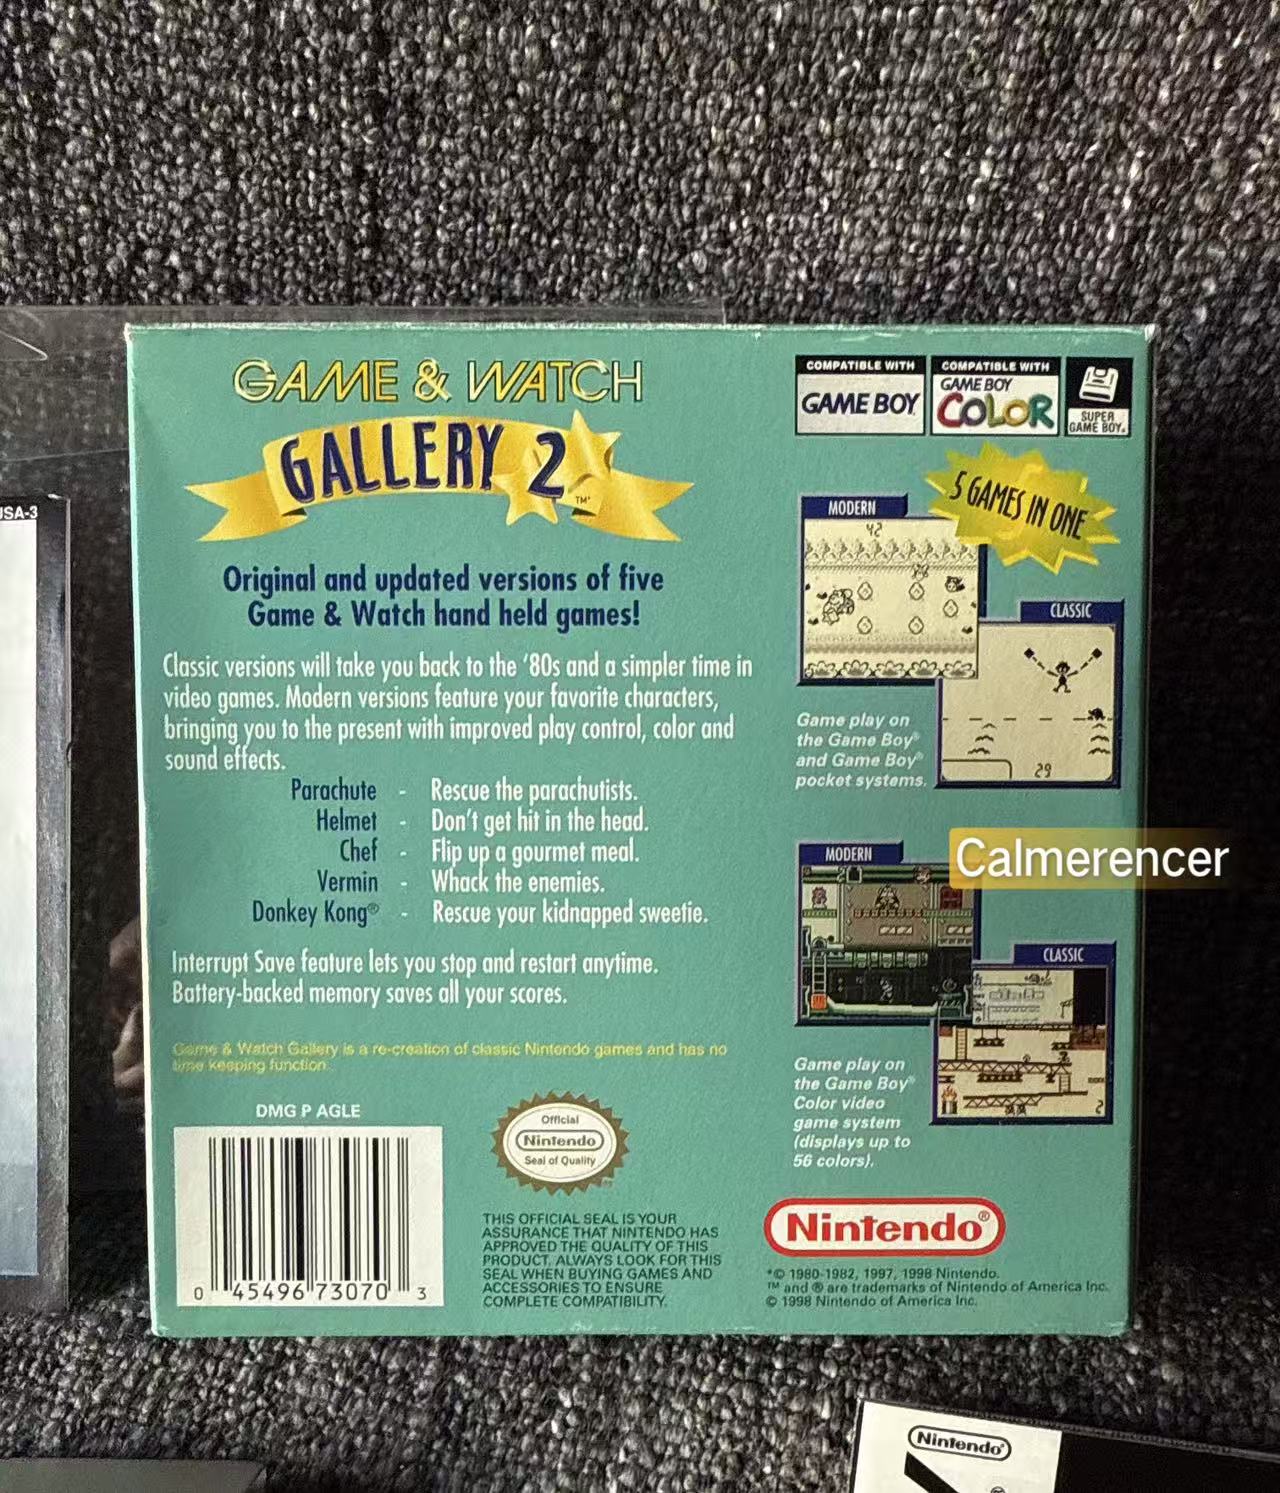 USA-3
GAME & WATCH
GALLERY 2 ™
Original and updated versions of five
Game & Watch hand held games!
Classic versions will take you back to the '80s and a simpler time in
video games. Modern versions feature your favorite characters,
bringing you to the present with improved play control, color and
sound effects.
Parachute - Rescue the parachutists.
Helmet - Don't get hit in the head.
Chef - Flip up a gourmet meal.
Vermin - Whack the enemies.
Donkey Kong® - Rescue your kidnapped sweetie.
Interrupt Save feature lets you stop and restart anytime.
Battery-backed memory saves all your scores.
Game & Watch Gallery is a re-creation of classic Nintendo games and has no
time keeping function.
DMG P AGLE
0 45496 73070 3
Official
Nintendo
Seal of Quality
THIS OFFICIAL SEAL IS YOUR
ASSURANCE THAT NINTENDO HAS
APPROVED THE QUALITY OF THIS
PRODUCT. ALWAYS LOOK FOR THIS
SEAL WHEN BUYING GAMES AND
ACCESSORIES TO ENSURE
COMPLETE COMPATIBILITY.
COMPATIBLE WITH
GAME BOY
COMPATIBLE WITH
GAME BOY
COLOR
SUPER
GAME BOY.
5 GAMES IN ONE
MODERN
42
CLASSIC
29
Game play on
the Game Boy®
and Game Boy®
pocket systems.
Calmerencer
MODERN
CLASSIC
2
Game play on
the Game Boy®
Color video
game system
(displays up to
56 colors).
Nintendo®
*© 1980-1982, 1997, 1998 Nintendo.
™ and ® are trademarks of Nintendo of America Inc.
© 1998 Nintendo of America Inc.
Nintendo®